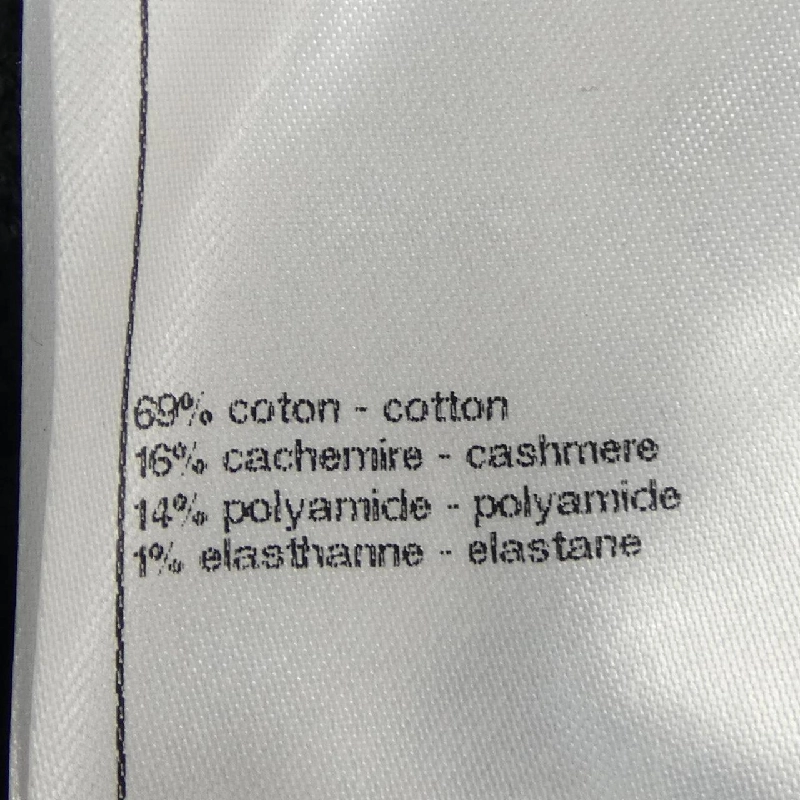 69% coton - cotton
16% cachemire - cashmere
14% polyamide - polyamide
1% elasthanne - elastane